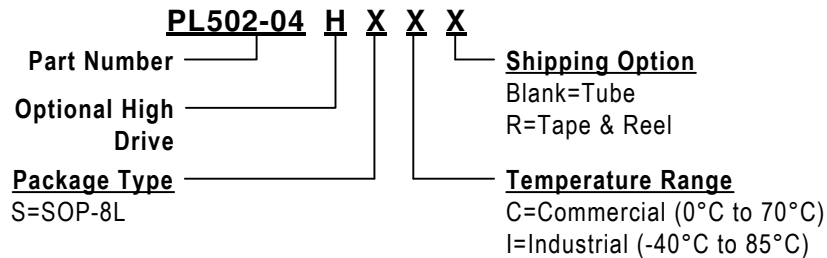 PL502-04 H X X X
Part Number
Optional High
Drive
Package Type
S=SOP-8L
Shipping Option
Blank=Tube
R=Tape & Reel
Temperature Range
C=Commercial (0°C to 70°C)
I=Industrial (-40°C to 85°C)